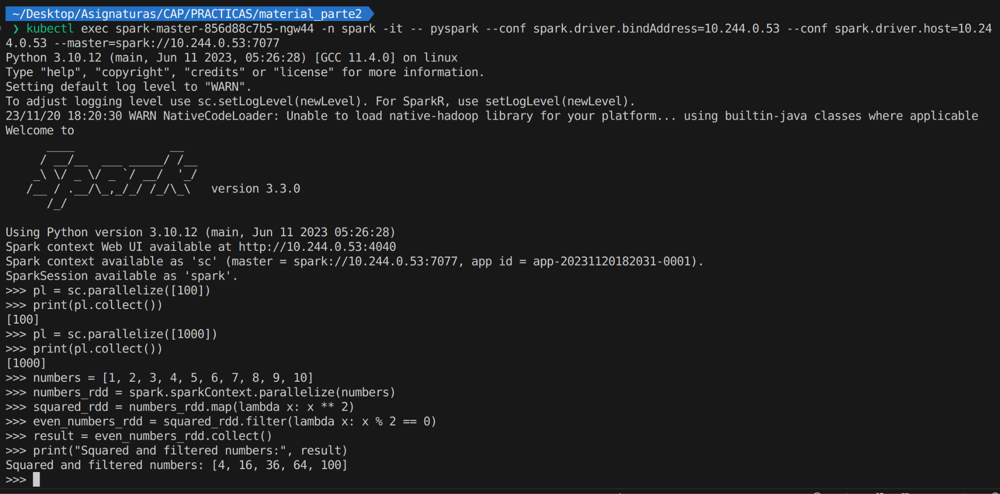 ~/Desktop/Asignaturas/CAP/PRACTICAS/material_parte2
❯ kubectl exec spark-master-856d88c7b5-ngw44 -n spark -it -- pyspark --conf spark.driver.bindAddress=10.244.0.53 --conf spark.driver.host=10.24
4.0.53 --master=spark://10.244.0.53:7077
Python 3.10.12 (main, Jun 11 2023, 05:26:28) [GCC 11.4.0] on linux
Type "help", "copyright", "credits" or "license" for more information.
Setting default log level to "WARN".
To adjust logging level use sc.setLogLevel(newLevel). For SparkR, use setLogLevel(newLevel).
23/11/20 18:20:30 WARN NativeCodeLoader: Unable to load native-hadoop library for your platform... using builtin-java classes where applicable
Welcome to
      ____              __
     / __/__  ___ _____/ /__
    _\ \/ _ \/ _ `/ __/  '_/
   /__ / .__/\_,_/_/ /_/\_\   version 3.3.0
      /_/
Using Python version 3.10.12 (main, Jun 11 2023 05:26:28)
Spark context Web UI available at http://10.244.0.53:4040
Spark context available as 'sc' (master = spark://10.244.0.53:7077, app id = app-20231120182031-0001).
SparkSession available as 'spark'.
>>> pl = sc.parallelize([100])
>>> print(pl.collect())
[100]
>>> pl = sc.parallelize([1000])
>>> print(pl.collect())
[1000]
>>> numbers = [1, 2, 3, 4, 5, 6, 7, 8, 9, 10]
>>> numbers_rdd = spark.sparkContext.parallelize(numbers)
>>> squared_rdd = numbers_rdd.map(lambda x: x ** 2)
>>> even_numbers_rdd = squared_rdd.filter(lambda x: x % 2 == 0)
>>> result = even_numbers_rdd.collect()
>>> print("Squared and filtered numbers:", result)
Squared and filtered numbers: [4, 16, 36, 64, 100]
>>>